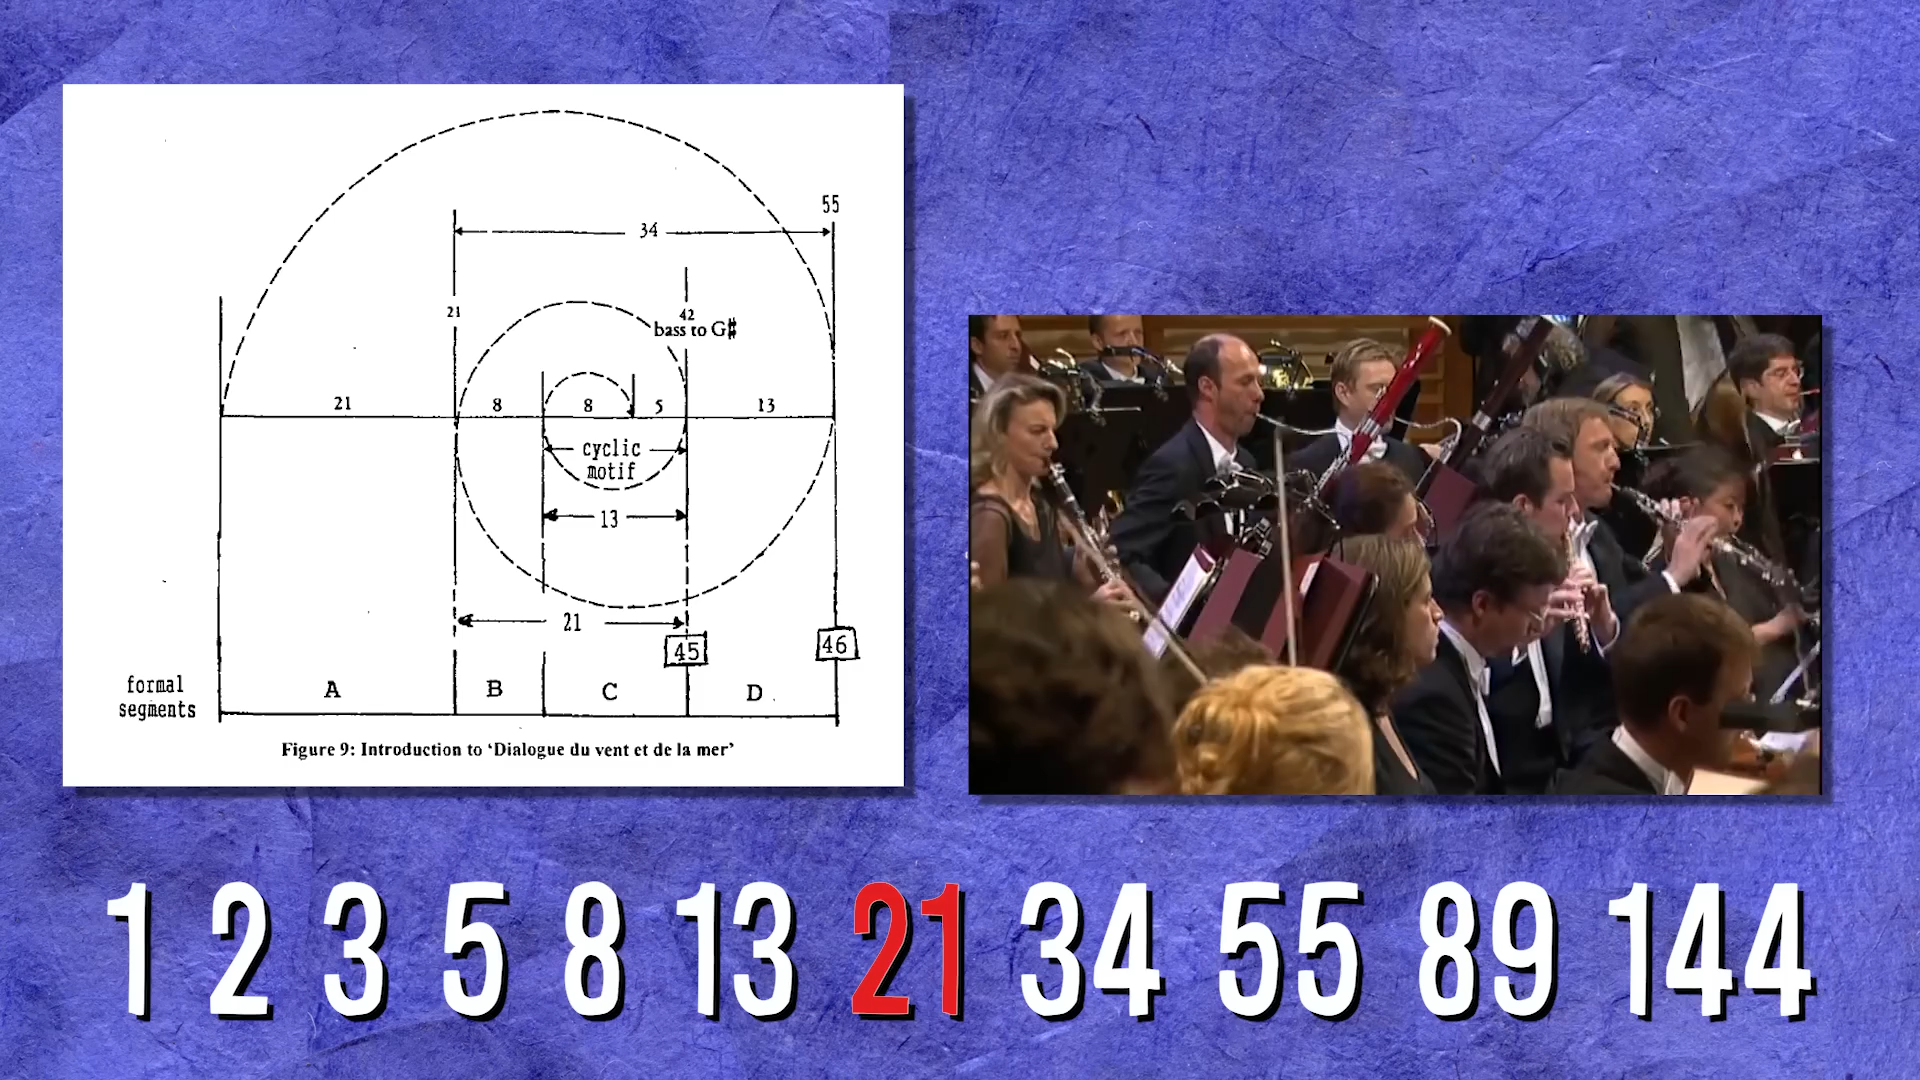 55
34
21
42
bass to G#
21
8
8
5
13
cyclic
motif
13
21
45
46
formal
segments
A
B
C
D
Figure 9: Introduction to ‘Dialogue du vent et de la mer’
1 2 3 5 8 13 21 34 55 89 144